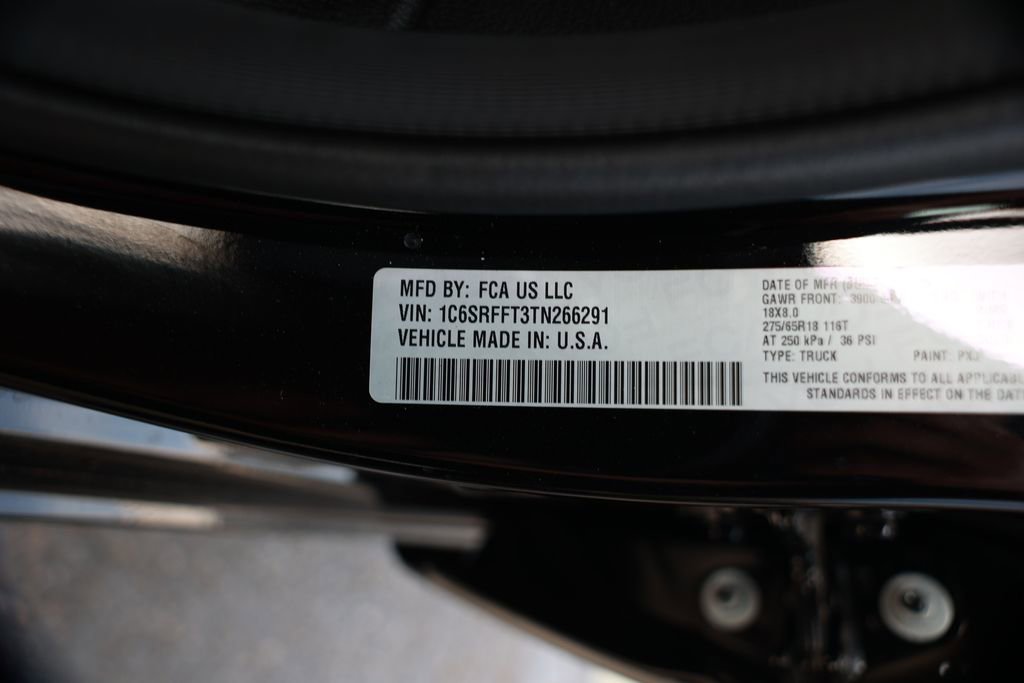 MFD BY: FCA US LLC
VIN: 1C6SRFFT3TN266291
VEHICLE MADE IN: U.S.A.
DATE OF MFR
GAWR FRONT: 3900
18X8.0
275/65R18 116T
AT 250 kPa / 36 PSI
TYPE: TRUCK PAINT:
THIS VEHICLE CONFORMS TO ALL
STANDARDS IN EFFECT ON THE